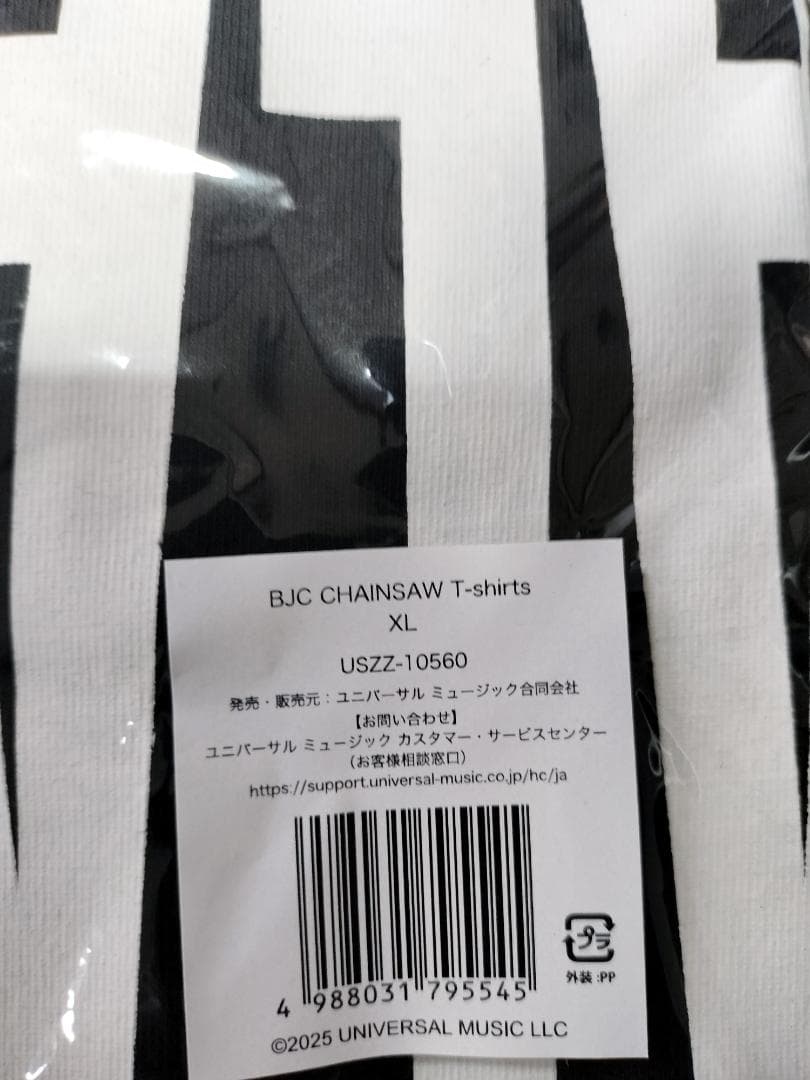 BJC CHAINSAW T-shirts
XL
USZZ-10560
発売・販売元：ユニバーサル ミュージック合同会社
【お問い合わせ】
ユニバーサル ミュージック カスタマー・サービスセンター
（お客様相談窓口）
https://support.universal-music.co.jp/hc/ja
4 988031 795545
プラ
外装:PP
©2025 UNIVERSAL MUSIC LLC